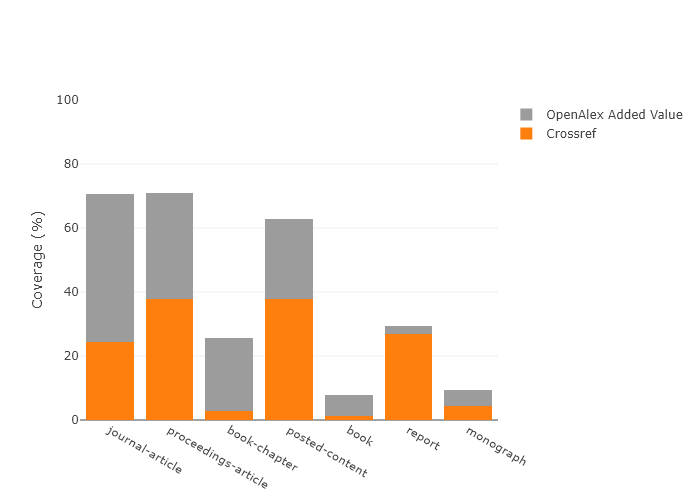 100
80
60
40
20
0
Coverage (%)
journal-article
proceedings-article
book-chapter
posted-content
book
report
monograph
OpenAlex Added Value
Crossref